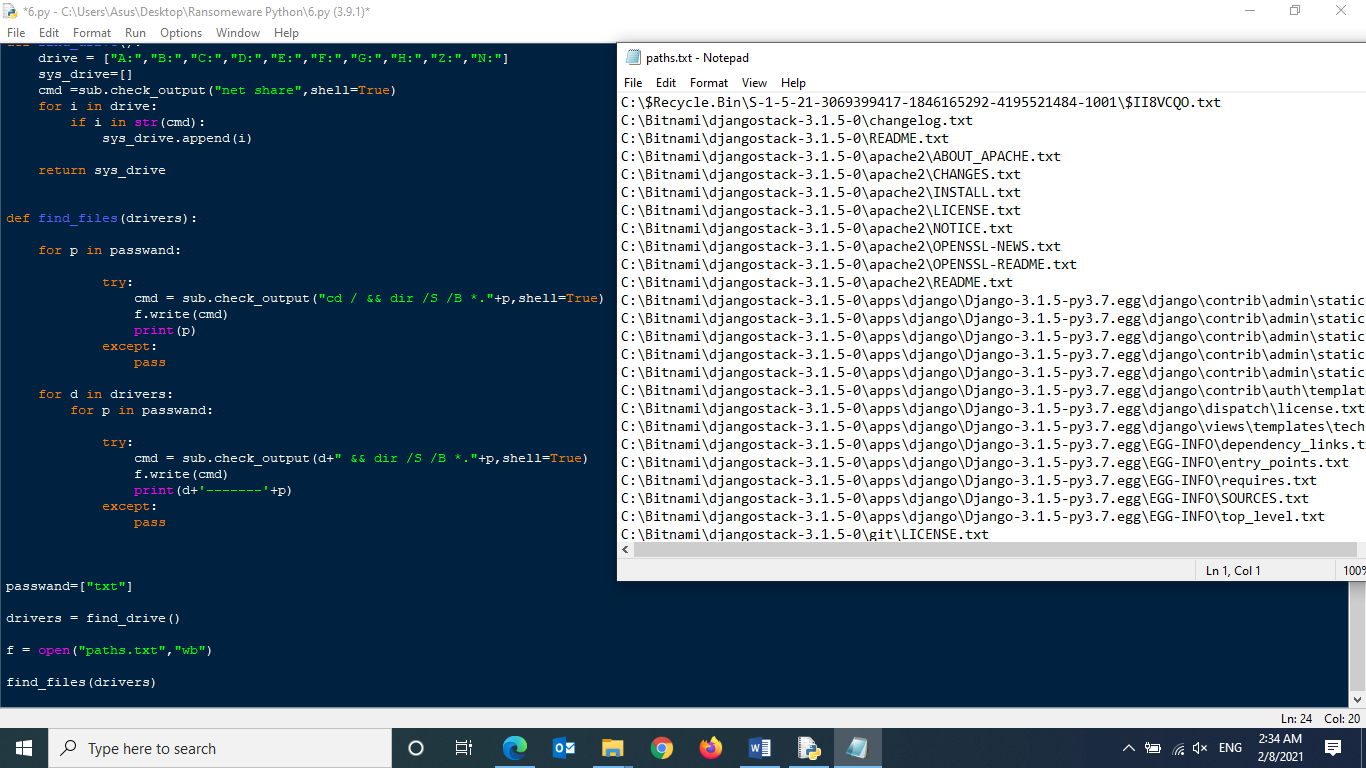 *6.py - C:\Users\Asus\Desktop\Ransomeware Python\6.py (3.9.1)*
File Edit Format Run Options Window Help
drive = ["A:","B:","C:","D:","E:","F:","G:","H:","Z:","N:"]
sys_drive=[]
cmd =sub.check_output("net share",shell=True)
for i in drive:
if i in str(cmd):
sys_drive.append(i)
return sys_drive
def find_files(drivers):
for p in passwand:
try:
cmd = sub.check_output("cd / && dir /S /B *."+p,shell=True)
f.write(cmd)
print(p)
except:
pass
for d in drivers:
for p in passwand:
try:
cmd = sub.check_output(d+" && dir /S /B *."+p,shell=True)
f.write(cmd)
print(d+'-------'+p)
except:
pass
passwand=["txt"]
drivers = find_drive()
f = open("paths.txt","wb")
find_files(drivers)
Ln: 24 Col: 20
paths.txt - Notepad
File Edit Format View Help
C:\$Recycle.Bin\S-1-5-21-3069399417-1846165292-4195521484-1001\$II8VCQO.txt
C:\Bitnami\djangostack-3.1.5-0\changelog.txt
C:\Bitnami\djangostack-3.1.5-0\README.txt
C:\Bitnami\djangostack-3.1.5-0\apache2\ABOUT_APACHE.txt
C:\Bitnami\djangostack-3.1.5-0\apache2\CHANGES.txt
C:\Bitnami\djangostack-3.1.5-0\apache2\INSTALL.txt
C:\Bitnami\djangostack-3.1.5-0\apache2\LICENSE.txt
C:\Bitnami\djangostack-3.1.5-0\apache2\NOTICE.txt
C:\Bitnami\djangostack-3.1.5-0\apache2\OPENSSL-NEWS.txt
C:\Bitnami\djangostack-3.1.5-0\apache2\OPENSSL-README.txt
C:\Bitnami\djangostack-3.1.5-0\apache2\README.txt
C:\Bitnami\djangostack-3.1.5-0\apps\django\Django-3.1.5-py3.7.egg\django\contrib\admin\static
C:\Bitnami\djangostack-3.1.5-0\apps\django\Django-3.1.5-py3.7.egg\django\contrib\admin\static
C:\Bitnami\djangostack-3.1.5-0\apps\django\Django-3.1.5-py3.7.egg\django\contrib\admin\static
C:\Bitnami\djangostack-3.1.5-0\apps\django\Django-3.1.5-py3.7.egg\django\contrib\admin\static
C:\Bitnami\djangostack-3.1.5-0\apps\django\Django-3.1.5-py3.7.egg\django\contrib\admin\static
C:\Bitnami\djangostack-3.1.5-0\apps\django\Django-3.1.5-py3.7.egg\django\contrib\auth\templat
C:\Bitnami\djangostack-3.1.5-0\apps\django\Django-3.1.5-py3.7.egg\django\dispatch\license.txt
C:\Bitnami\djangostack-3.1.5-0\apps\django\Django-3.1.5-py3.7.egg\django\views\templates\tech
C:\Bitnami\djangostack-3.1.5-0\apps\django\Django-3.1.5-py3.7.egg\EGG-INFO\dependency_links.t
C:\Bitnami\djangostack-3.1.5-0\apps\django\Django-3.1.5-py3.7.egg\EGG-INFO\entry_points.txt
C:\Bitnami\djangostack-3.1.5-0\apps\django\Django-3.1.5-py3.7.egg\EGG-INFO\requires.txt
C:\Bitnami\djangostack-3.1.5-0\apps\django\Django-3.1.5-py3.7.egg\EGG-INFO\SOURCES.txt
C:\Bitnami\djangostack-3.1.5-0\apps\django\Django-3.1.5-py3.7.egg\EGG-INFO\top_level.txt
C:\Bitnami\djangostack-3.1.5-0\git\LICENSE.txt
Ln 1, Col 1 100%
Type here to search
ENG
2:34 AM
2/8/2021